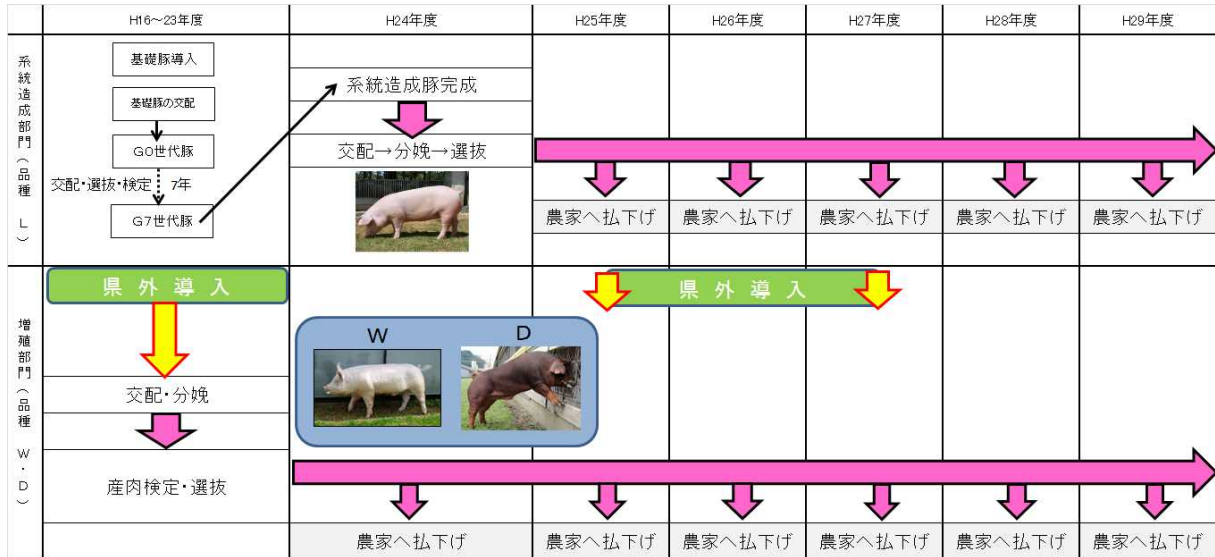 H16～23年度
H24年度
H25年度
H26年度
H27年度
H28年度
H29年度
系統造成部門（品種 L）
基礎豚導入
基礎豚の交配
G0世代豚
交配・選抜・検定 7年
G7世代豚
系統造成豚完成
交配→分娩→選抜
農家へ払下げ
農家へ払下げ
農家へ払下げ
農家へ払下げ
農家へ払下げ
増殖部門（品種 W・D）
県外導入
県外導入
W
D
交配・分娩
産肉検定・選抜
農家へ払下げ
農家へ払下げ
農家へ払下げ
農家へ払下げ
農家へ払下げ
農家へ払下げ